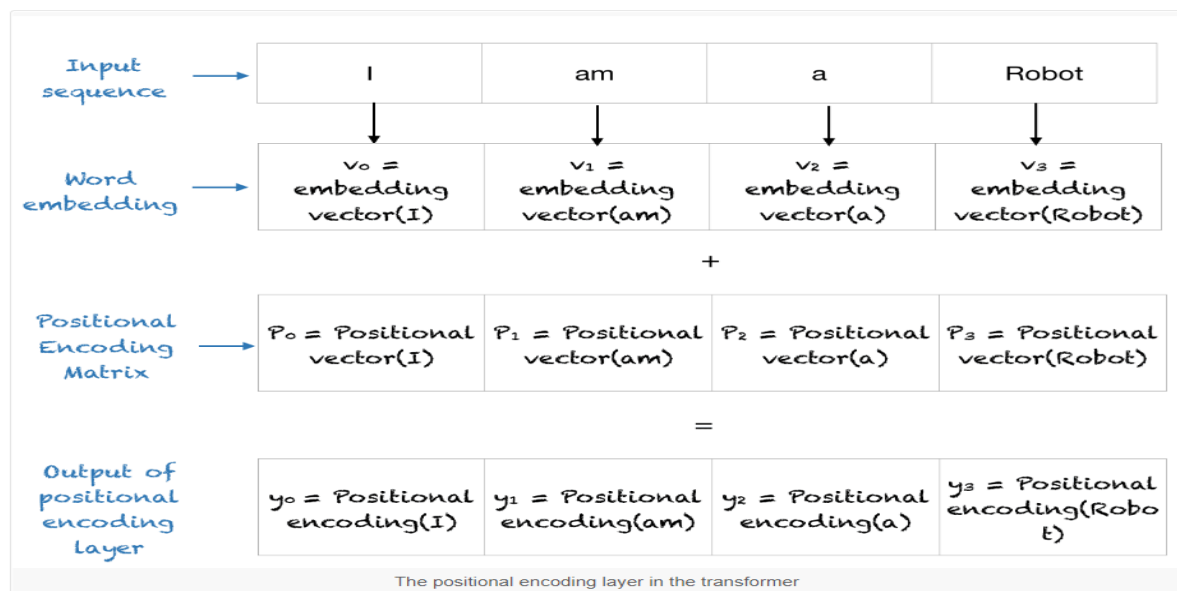 Input
sequence
I
am
a
Robot
Word
embedding
v₀ =
embedding
vector(I)
v₁ =
embedding
vector(am)
v₂ =
embedding
vector(a)
v₃ =
embedding
vector(Robot)
+
Positional
Encoding
Matrix
P₀ = Positional
vector(I)
P₁ = Positional
vector(am)
P₂ = Positional
vector(a)
P₃ = Positional
vector(Robot)
=
Output of
positional
encoding
layer
y₀ = Positional
encoding(I)
y₁ = Positional
encoding(am)
y₂ = Positional
encoding(a)
y₃ = Positional
encoding(Robo
t)
The positional encoding layer in the transformer